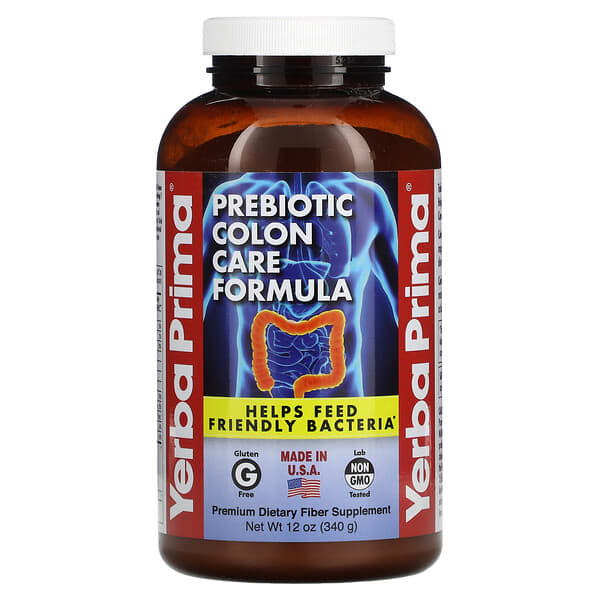 Yerba Prima®
PREBIOTIC
COLON
CARE
FORMULA
HELPS FEED
FRIENDLY BACTERIA*
Gluten
G
Free
MADE IN
U.S.A.
Lab
NON
GMO
Tested
Premium Dietary Fiber Supplement
Net Wt 12 oz (340 g)
Yerba Prima®